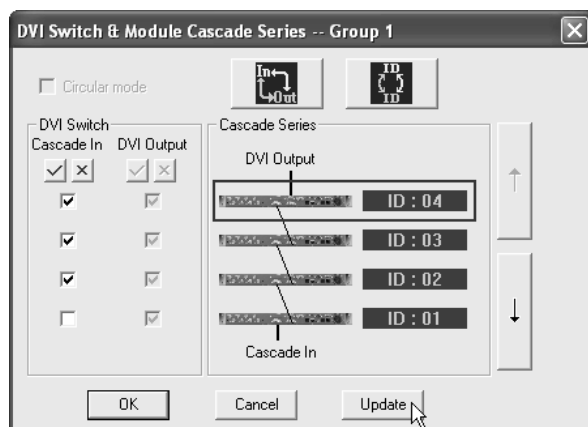 DVI Switch & Module Cascade Series -- Group 1
Circular mode
In
Out
ID
ID
DVI Switch
Cascade In DVI Output
Cascade Series
DVI Output
ID : 04
ID : 03
ID : 02
ID : 01
Cascade In
OK Cancel Update